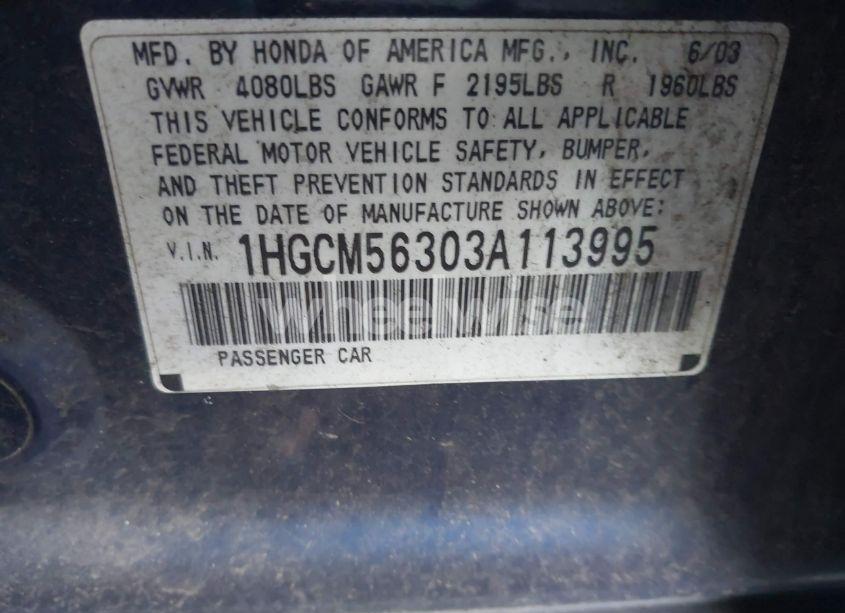 MFD. BY HONDA OF AMERICA MFG., INC. 6/03
GVWR 4080LBS GAWR F 2195LBS R 1960LBS
THIS VEHICLE CONFORMS TO ALL APPLICABLE
FEDERAL MOTOR VEHICLE SAFETY, BUMPER,
AND THEFT PREVENTION STANDARDS IN EFFECT
ON THE DATE OF MANUFACTURE SHOWN ABOVE:
V.I.N. 1HGCM56303A113995
wheelwise
PASSENGER CAR